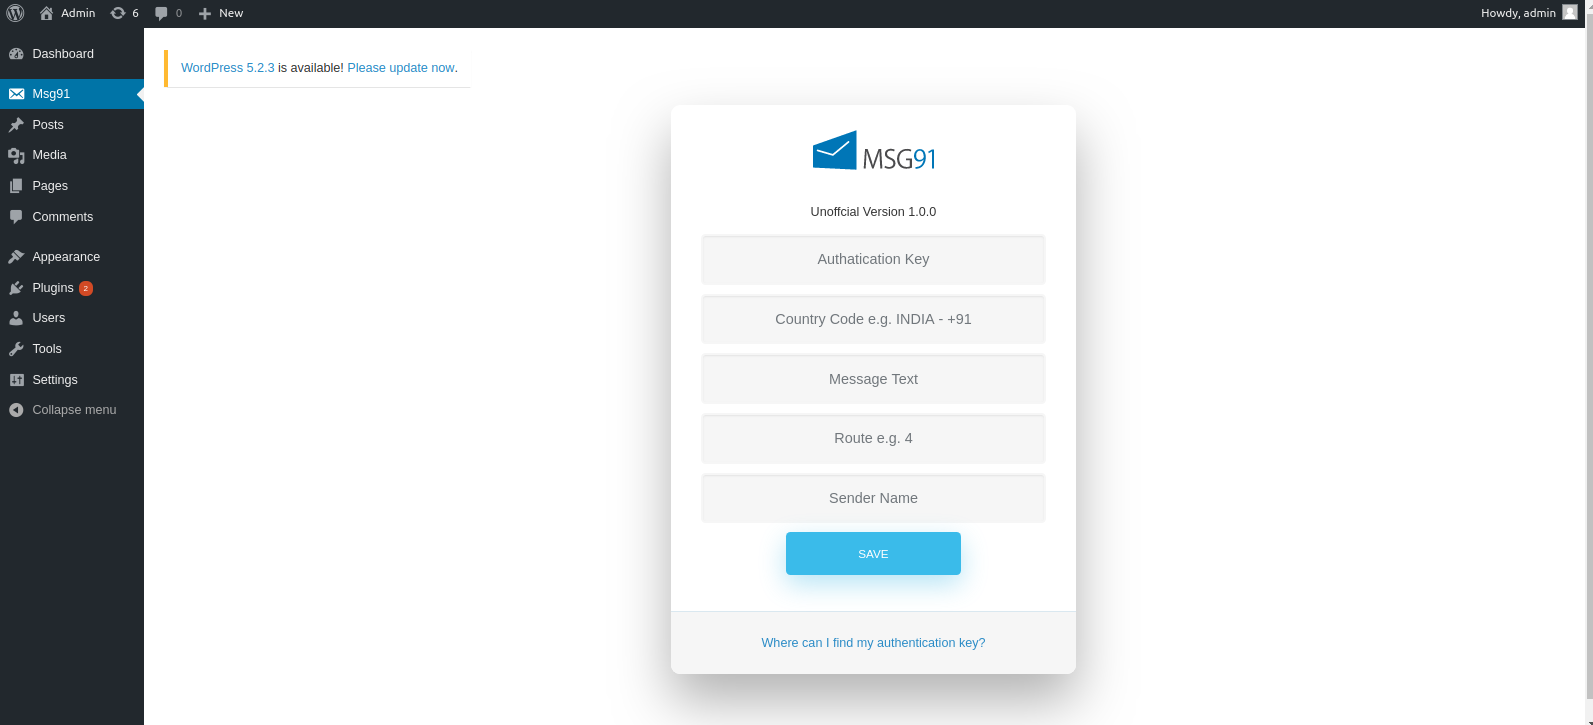 Admin 6 0 New Howdy, admin
Dashboard
Msg91
Posts
Media
Pages
Comments
Appearance
Plugins 2
Users
Tools
Settings
Collapse menu
WordPress 5.2.3 is available! Please update now.
MSG91
Unoffcial Version 1.0.0
Authatication Key
Country Code e.g. INDIA - +91
Message Text
Route e.g. 4
Sender Name
SAVE
Where can I find my authentication key?